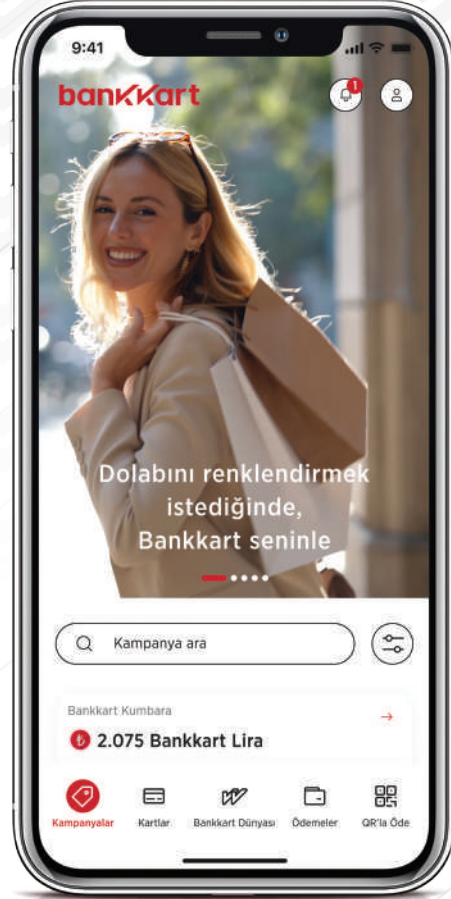 9:41
bankkart
1
Dolabını renklendirmek
istediğinde,
Bankkart seninle
Kampanya ara
Bankkart Kumbara
₺ 2.075 Bankkart Lira
Kampanyalar
Kartlar
Bankkart Dünyası
Ödemeler
QR'la Öde